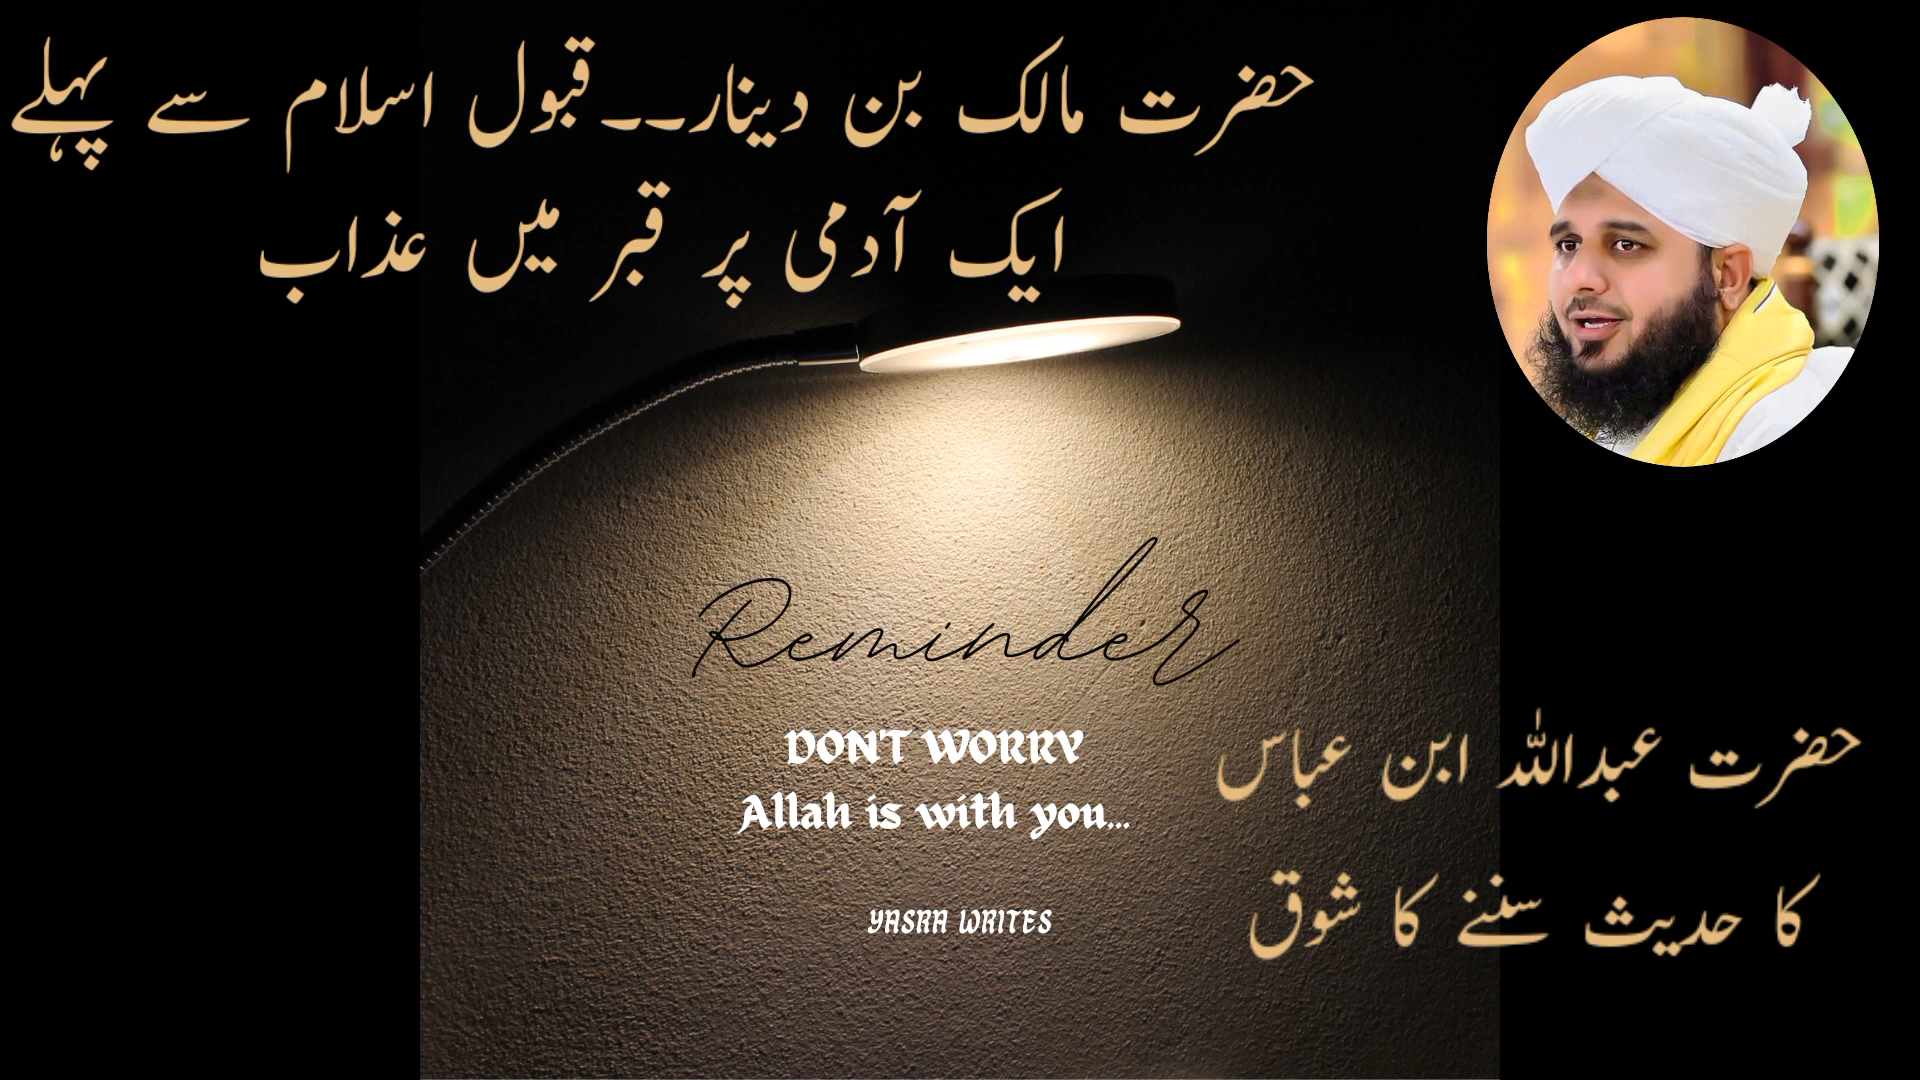 حضرت مالک بن دینار۔۔قبول اسلام سے پہلے
ایک آدمی پر قبر میں عذاب
Reminder
DON'T WORRY
Allah is with you...
YASRA WRITES
حضرت عبداللہ ابن عباس
کا حدیث سننے کا شوق